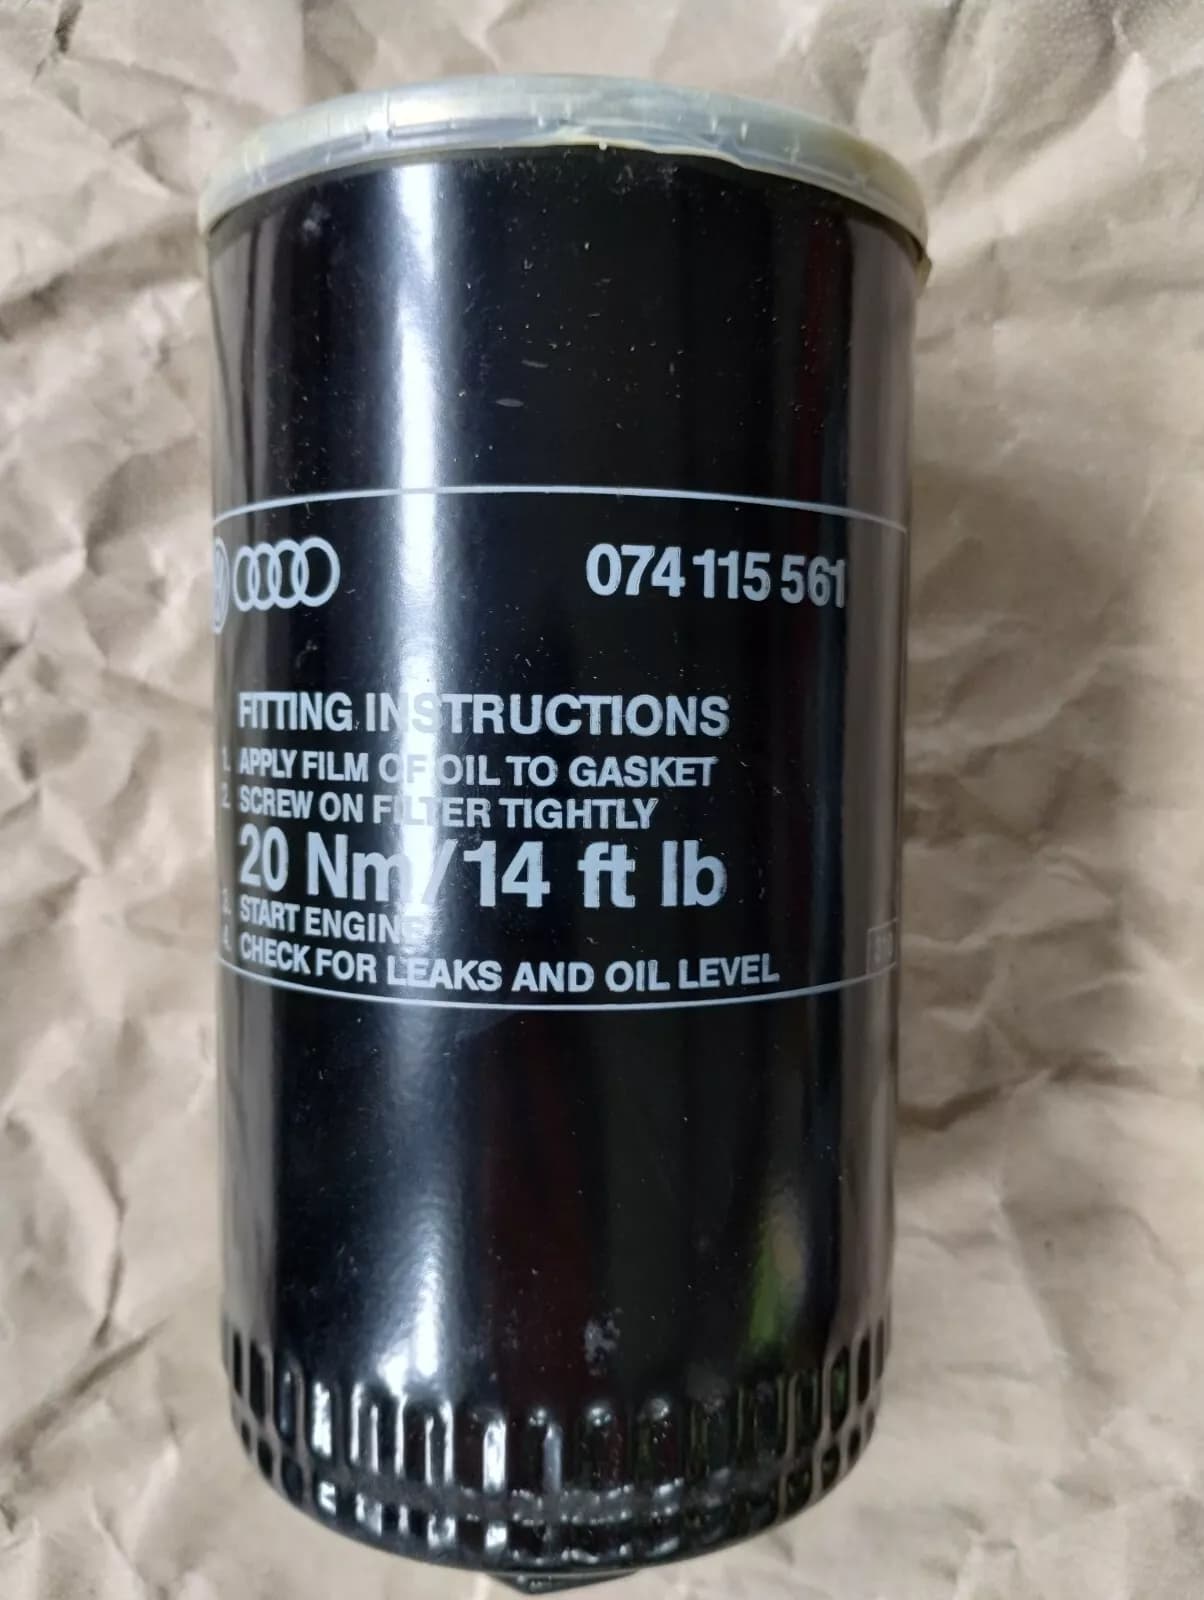 074 115 561
FITTING INSTRUCTIONS
1. APPLY FILM OF OIL TO GASKET
2. SCREW ON FILTER TIGHTLY
20 Nm/14 ft lb
3. START ENGINE
4. CHECK FOR LEAKS AND OIL LEVEL